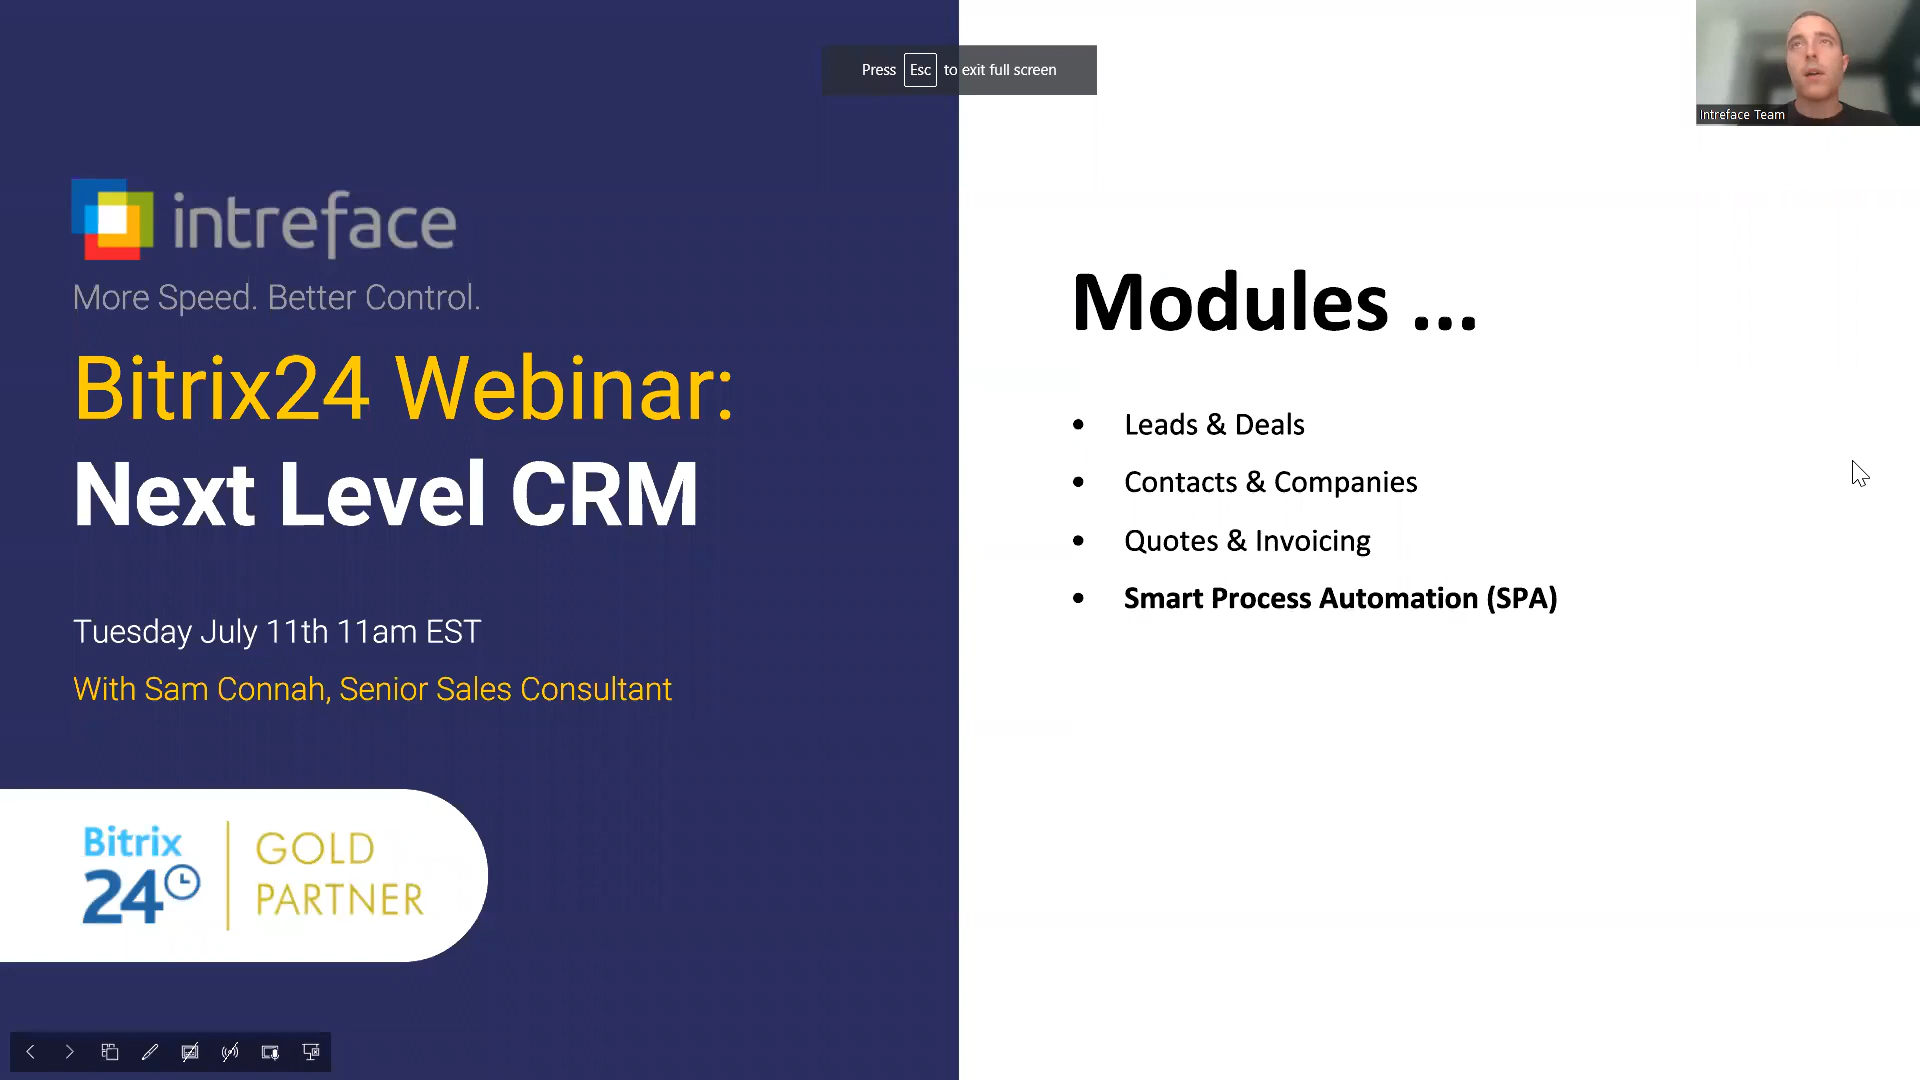 Press Esc to exit full screen
Intreface Team
intreface
More Speed. Better Control.
Bitrix24 Webinar:
Next Level CRM
Tuesday July 11th 11am EST
With Sam Connah, Senior Sales Consultant
Bitrix
24
GOLD
PARTNER
Modules ...
• Leads & Deals
• Contacts & Companies
• Quotes & Invoicing
• Smart Process Automation (SPA)